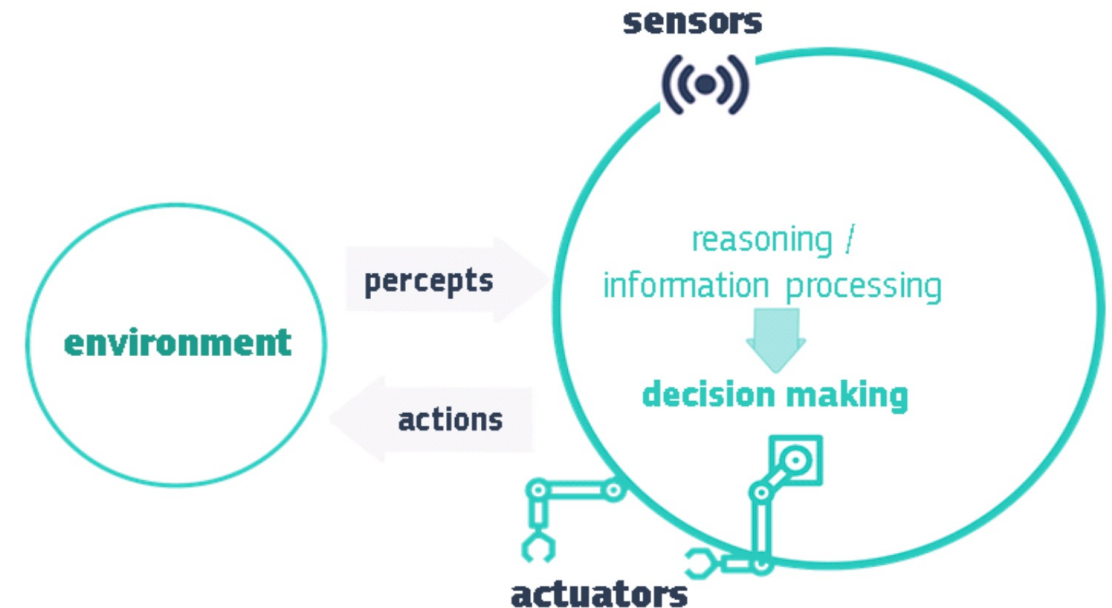 sensors
reasoning /
information processing
percepts
environment
decision making
actions
actuators